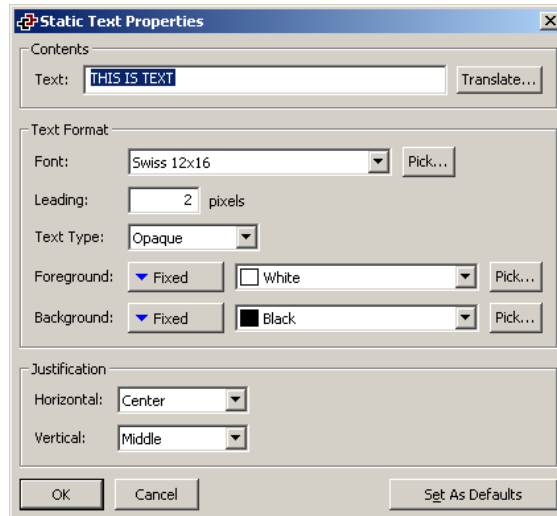 Static Text Properties
Contents
Text: THIS IS TEXT Translate...
Text Format
Font: Swiss 12x16 Pick...
Leading: 2 pixels
Text Type: Opaque
Foreground: Fixed White Pick...
Background: Fixed Black Pick...
Justification
Horizontal: Center
Vertical: Middle
OK Cancel Set As Defaults